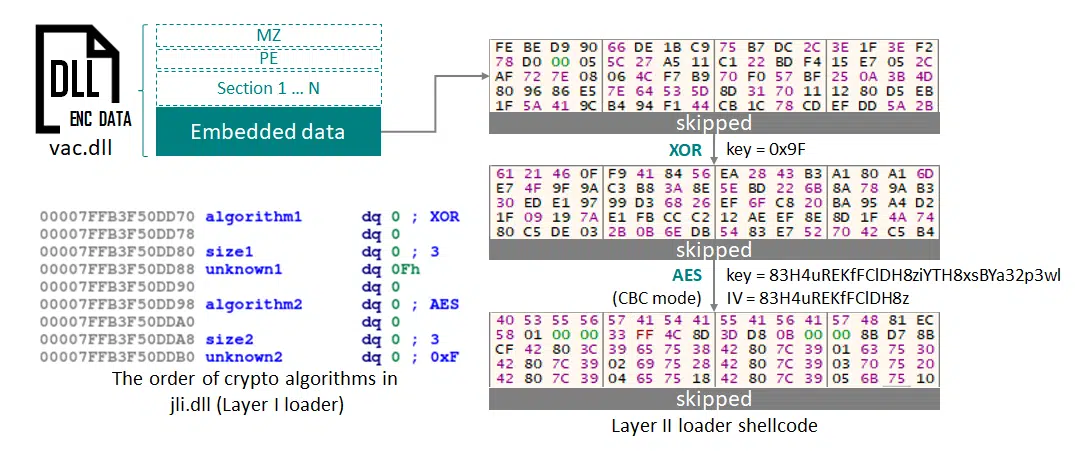 DLL
ENC DATA
vac.dll
MZ
PE
Section 1 ... N
Embedded data
FE BE D9 90 66 DE 1B C9 75 B7 DC 2C 3E 1F 3E F2
78 D0 00 05 5C 27 A5 11 C1 22 BD F4 15 E7 05 2C
AF 72 7E 08 06 4C F7 B9 70 F0 57 BF 25 0A 3B 4D
80 96 86 E5 7E 64 53 5D 8D 31 70 11 12 80 D5 EB
1F 5A 41 9C B4 94 F1 44 CB 1C 78 CD EF DD 5A 2B
skipped
XOR key = 0x9F
61 21 46 0F F9 41 84 56 EA 28 43 B3 A1 80 A1 6D
E7 4F 9F 9A C3 B8 3A 8E 5E BD 22 6B 8A 78 9A B3
30 ED E1 97 99 D3 68 26 EF 6F C8 20 BA 95 A4 D2
1F 09 19 7A E1 FB CC C2 12 AE EF 8E 8D 1F 4A 74
80 C5 DE 03 2B 0B 6E DB 54 83 E7 52 70 42 C5 B4
skipped
AES key = 83H4uREKfFClDH8ziYTH8xsBYa32p3wl
(CBC mode) IV = 83H4uREKfFClDH8z
40 53 55 56 57 41 54 41 55 41 56 41 57 48 81 EC
58 01 00 00 33 FF 4C 8D 3D D8 0B 00 00 8B D7 8B
CF 42 80 3C 39 65 75 38 42 80 7C 39 01 63 75 30
42 80 7C 39 02 69 75 28 42 80 7C 39 03 70 75 20
42 80 7C 39 04 65 75 18 42 80 7C 39 05 6B 75 10
skipped
Layer II loader shellcode
00007FFB3F50DD70 algorithm1 dq 0 ; XOR
00007FFB3F50DD78 dq 0
00007FFB3F50DD80 size1 dq 0 ; 3
00007FFB3F50DD88 unknown1 dq 0Fh
00007FFB3F50DD90 dq 0
00007FFB3F50DD98 algorithm2 dq 0 ; AES
00007FFB3F50DDA0 dq 0
00007FFB3F50DDA8 size2 dq 0 ; 3
00007FFB3F50DDB0 unknown2 dq 0 ; 0xF
The order of crypto algorithms in
jli.dll (Layer I loader)